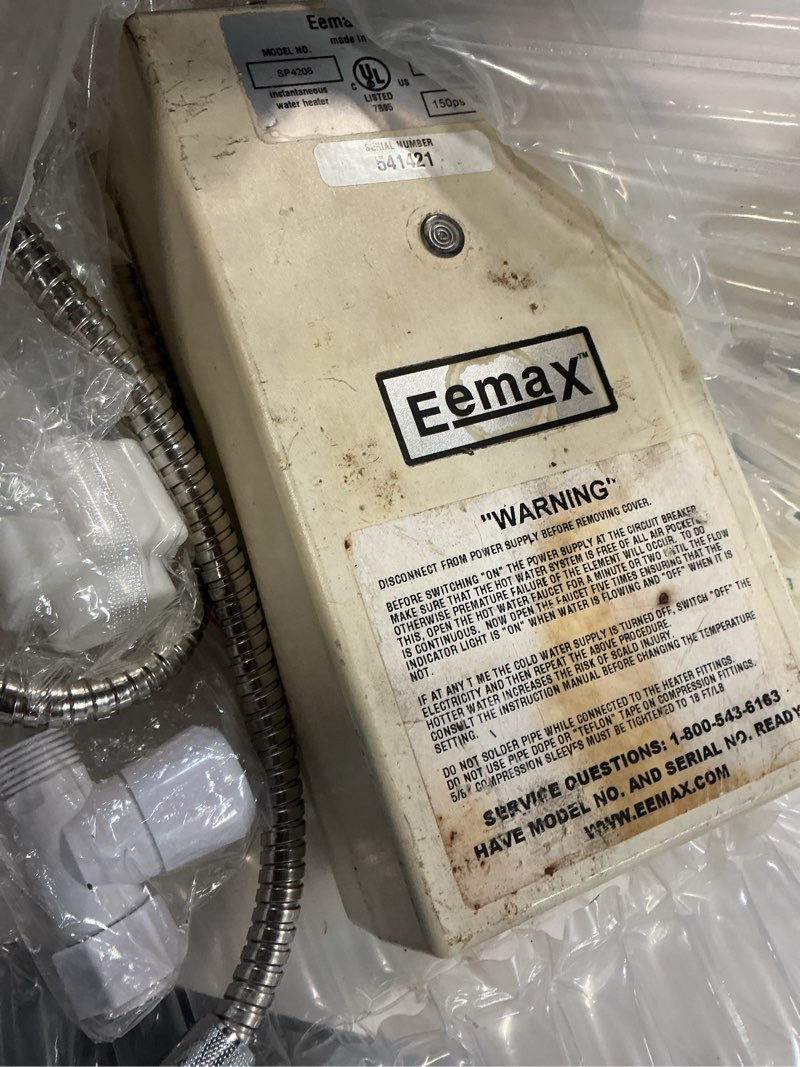 Eema
made in
MODEL NO.
SP4208
instantaneous
water heater
C UL US
LISTED
7895
150ps
SERIAL NUMBER
541421
EemaX™
"WARNING"
DISCONNECT FROM POWER SUPPLY BEFORE REMOVING COVER.
BEFORE SWITCHING "ON" THE POWER SUPPLY AT THE CIRCUIT BREAKER
MAKE SURE THAT THE HOT WATER SYSTEM IS FREE OF ALL AIR POCKET
OTHERWISE PREMATURE FAILURE OF THE ELEMENT WILL OCCUR. TO DO
THIS, OPEN THE HOT WATER FAUCET FOR A MINUTE OR TWO UNTIL THE FLOW
IS CONTINUOUS. NOW OPEN THE FAUCET FIVE TIMES ENSURING THAT THE
INDICATOR LIGHT IS "ON" WHEN WATER IS FLOWING AND "OFF" WHEN IT IS
NOT.
IF AT ANY T ME THE COLD WATER SUPPLY IS TURNED OFF, SWITCH "OFF" THE
ELECTRICITY AND THEN REPEAT THE ABOVE PROCEDURE.
HOTTER WATER INCREASES THE RISK OF SCALD INJURY.
CONSULT THE INSTRUCTION MANUAL BEFORE CHANGING THE TEMPERATURE
SETTING.
DO NOT SOLDER PIPE WHILE CONNECTED TO THE HEATER FITTINGS
DO NOT USE PIPE DOPE OR "TEFLON" TAPE ON COMPRESSION FITTINGS.
5/8" COMPRESSION SLEEVES MUST BE TIGHTENED TO 18 FT/LB
SERVICE QUESTIONS: 1-800-543-6163
HAVE MODEL NO. AND SERIAL NO. READY
WWW.EEMAX.COM